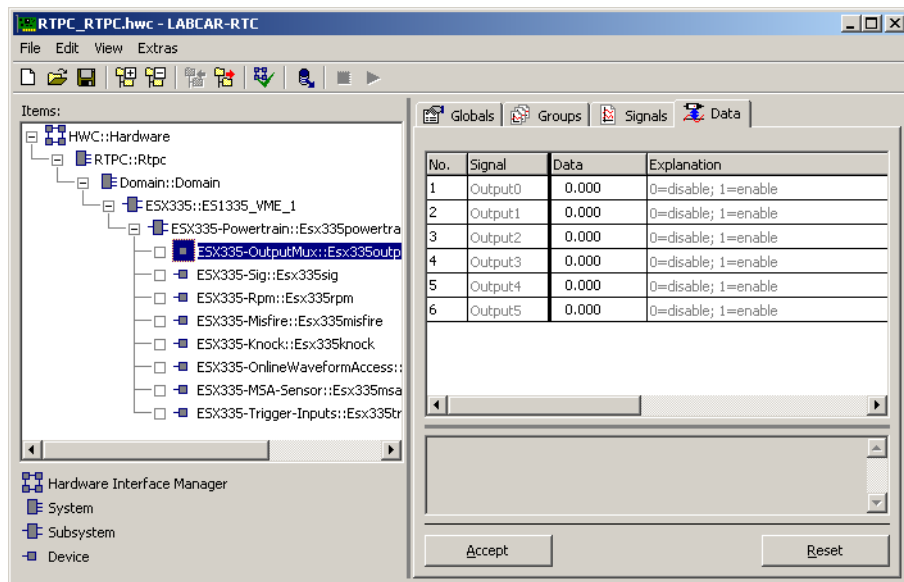 RTPC_RTPC.hwc - LABCAR-RTC
File Edit View Extras
Items:
HWC::Hardware
RTPC::Rtpc
Domain::Domain
ESX335::ES1335_VME_1
ESX335-Powertrain::Esx335powertra
ESX335-OutputMux::Esx335outp
ESX335-Sig::Esx335sig
ESX335-Rpm::Esx335rpm
ESX335-Misfire::Esx335misfire
ESX335-Knock::Esx335knock
ESX335-OnlineWaveformAccess::
ESX335-MSA-Sensor::Esx335msa
ESX335-Trigger-Inputs::Esx335tr
Hardware Interface Manager
System
Subsystem
Device
Globals Groups Signals Data
No. Signal Data Explanation
1 Output0 0.000 0=disable; 1=enable
2 Output1 0.000 0=disable; 1=enable
3 Output2 0.000 0=disable; 1=enable
4 Output3 0.000 0=disable; 1=enable
5 Output4 0.000 0=disable; 1=enable
6 Output5 0.000 0=disable; 1=enable
Accept Reset